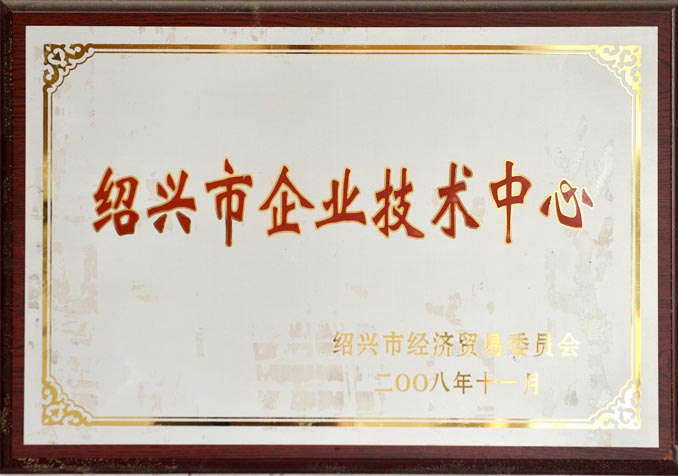 绍兴市企业技术中心
绍兴市经济贸易委员会
二〇〇八年十一月